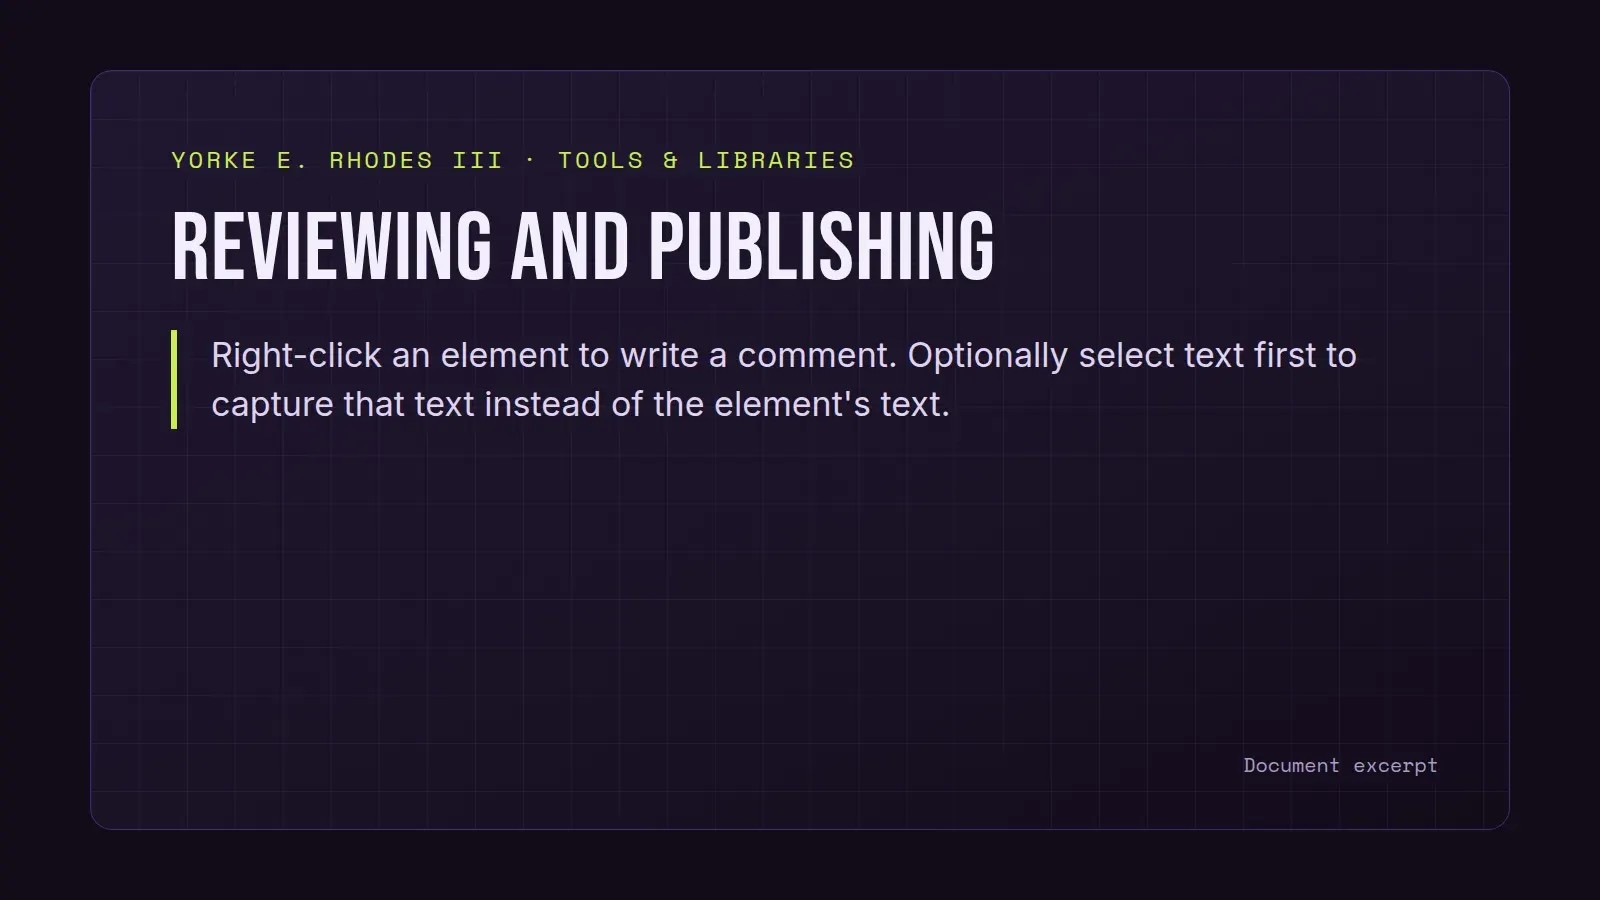 YORKE E. RHODES III · TOOLS & LIBRARIES
REVIEWING AND PUBLISHING
Right-click an element to write a comment. Optionally select text first to
capture that text instead of the element's text.
Document excerpt